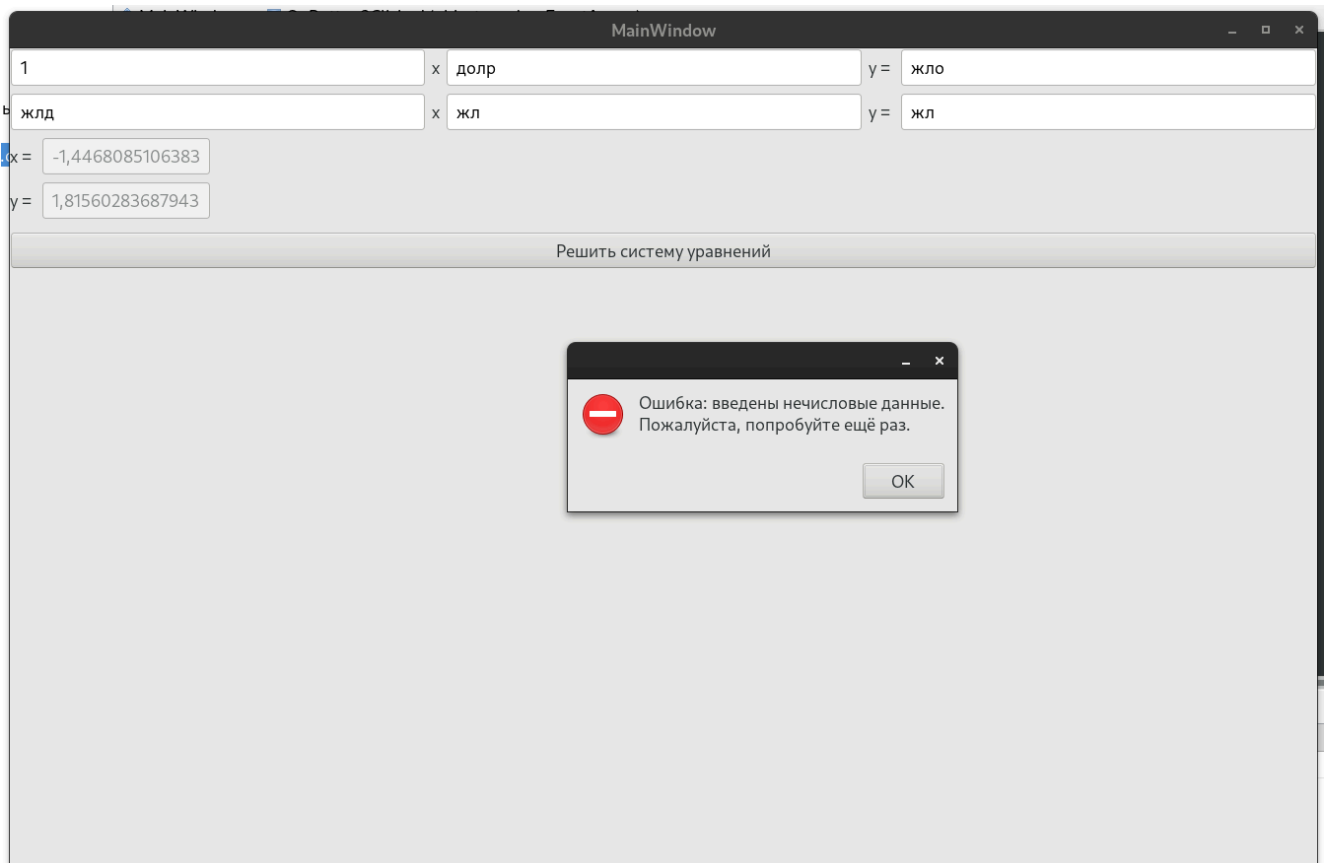 MainWindow
1 x долр y = жло
жлд x жл y = жл
x = -1,4468085106383
y = 1,81560283687943
Решить систему уравнений
Ошибка: введены нечисловые данные.
Пожалуйста, попробуйте ещё раз.
OK